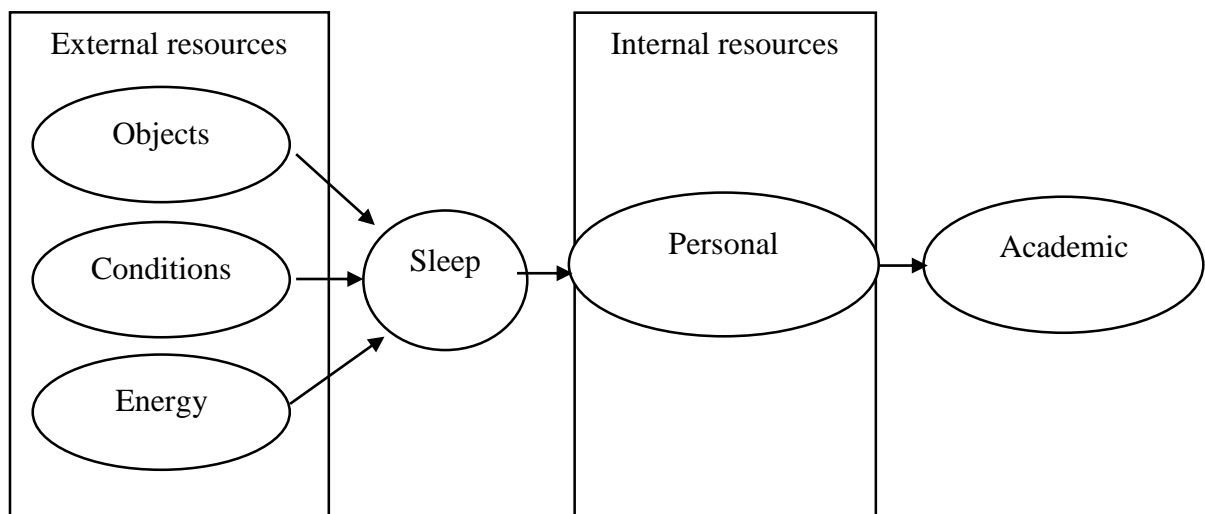 External resources
Objects
Conditions
Energy
Sleep
Internal resources
Personal
Academic